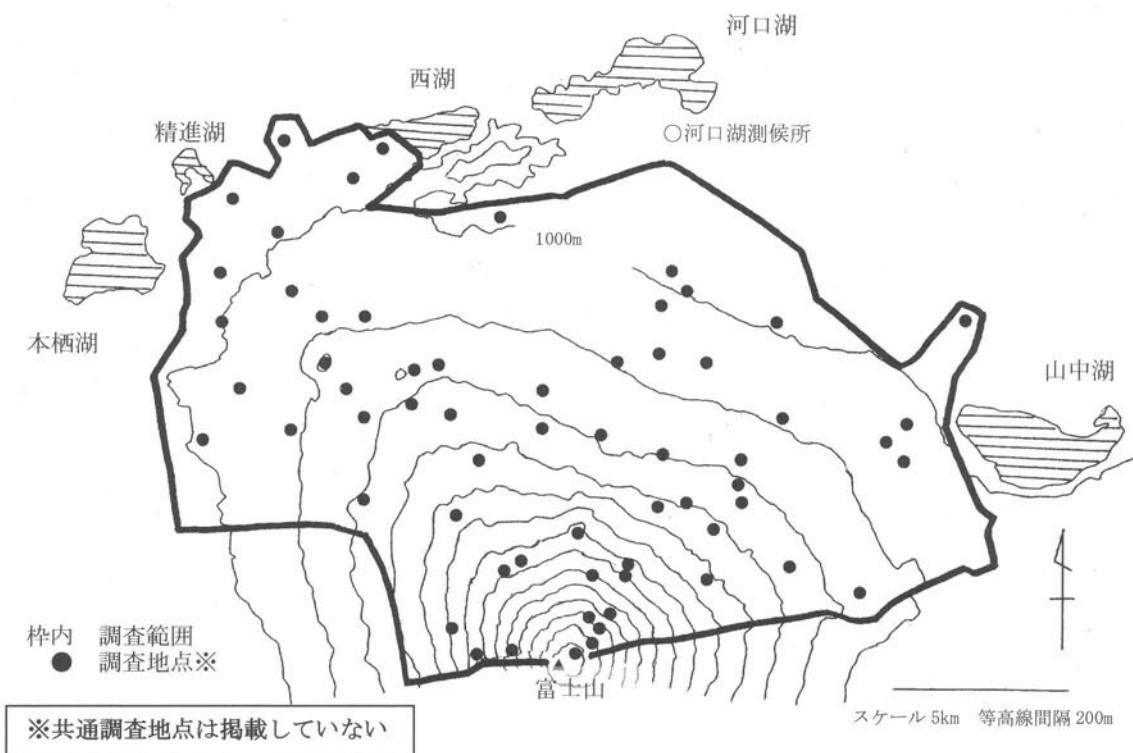 河口湖
西湖
精進湖
○河口湖測候所
1000m
本栖湖
山中湖
枠内 調査範囲
● 調査地点※
富士山
スケール 5km 等高線間隔 200m
※共通調査地点は掲載していない